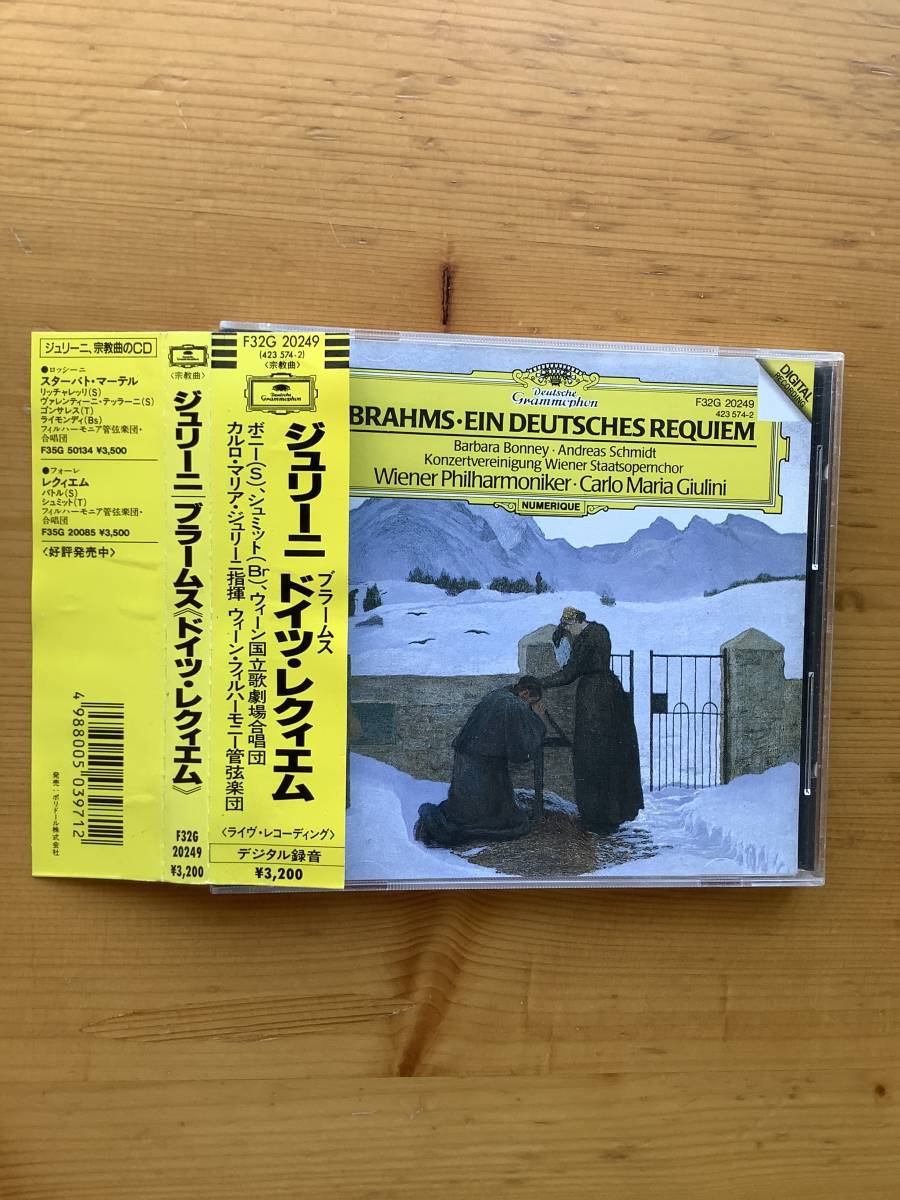 ジュリーニ、宗教曲のCD
●ロッシーニ
スターバト・マーテル
リッチャレッリ(S)
ヴァレンティーニ・テッラーニ(S)
ゴンサレス(T)
ライモンディ(Bs)
フィルハーモニア管弦楽団・
合唱団
F35G 50134 ¥3,500
●フォーレ
レクィエム
バトル(S)
シュミット(T)
フィルハーモニア管弦楽団・
合唱団
F35G 20085 ¥3,500
〈好評発売中〉
4 988005 039712
発売:ポリドール株式会社
Deutsche
Grammophon
〈宗教曲〉
ジュリーニ/ブラームス《ドイツ・レクィエム》
F32G
20249
¥3,200
F32G 20249
(423 574-2)
〈宗教曲〉
Deutsche
Grammophon
ジュリーニ
ブラームス
ドイツ・レクィエム
ボニー(S)、シュミット(Br)、ウィーン国立歌劇場合唱団
カルロ・マリア・ジュリーニ指揮 ウィーン・フィルハーモニー管弦楽団
〈ライヴ・レコーディング〉
デジタル録音
¥3,200
Deutsche
Grammophon
DIGITAL
RECORDING
F32G 20249
423 574-2
BRAHMS·EIN DEUTSCHES REQUIEM
Barbara Bonney · Andreas Schmidt
Konzertvereinigung Wiener Staatsopernchor
Wiener Philharmoniker · Carlo Maria Giulini
NUMERIQUE